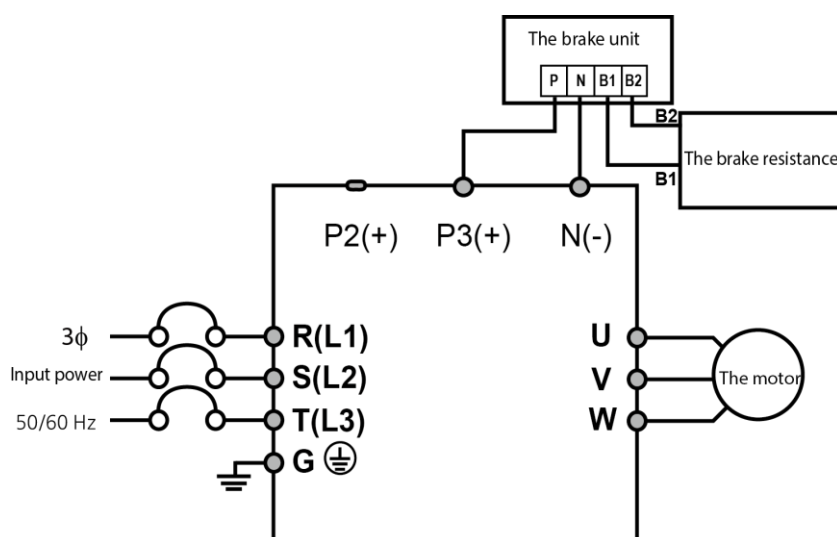 The brake unit
P N B1 B2
B2
The brake resistance
B1
P2(+) P3(+) N(-)
3ϕ
R(L1)
U
Input power
S(L2)
V
The motor
50/60 Hz
T(L3)
W
G